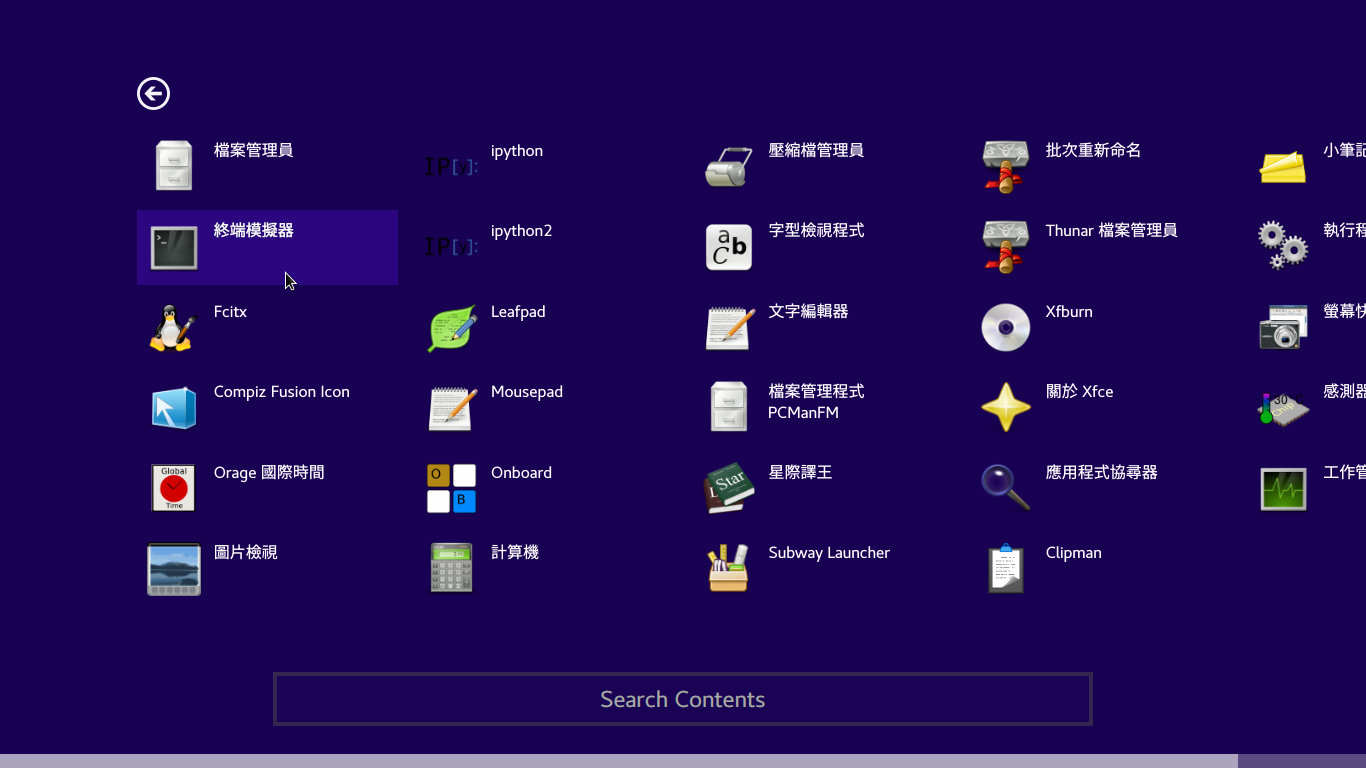 檔案管理員
終端模擬器
Fcitx
Compiz Fusion Icon
Orage 國際時間
圖片檢視
ipython
ipython2
Leafpad
Mousepad
Onboard
計算機
壓縮檔管理員
字型檢視程式
文字編輯器
檔案管理程式
PCManFM
星際譯王
Subway Launcher
批次重新命名
Thunar 檔案管理員
Xfburn
關於 Xfce
應用程式協尋器
Clipman
小筆記
執行程
螢幕快
感測器
工作管
Search Contents